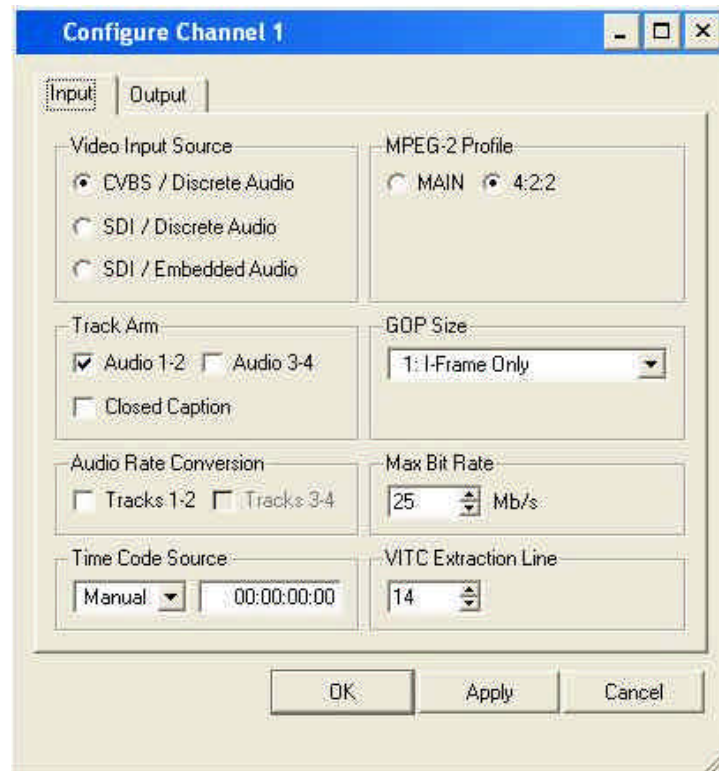 Configure Channel 1
Input Output
Video Input Source
CVBS / Discrete Audio
SDI / Discrete Audio
SDI / Embedded Audio
MPEG-2 Profile
MAIN 4:2:2
Track Arm
Audio 1-2 Audio 3-4
Closed Caption
GOP Size
1: I-Frame Only
Audio Rate Conversion
Tracks 1-2 Tracks 3-4
Max Bit Rate
25 Mb/s
Time Code Source
Manual 00:00:00:00
VITC Extraction Line
14
OK Apply Cancel